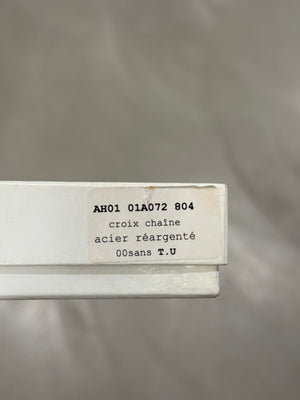 AH01 01A072 804
croix chaîne
acier réargenté
00sans T.U